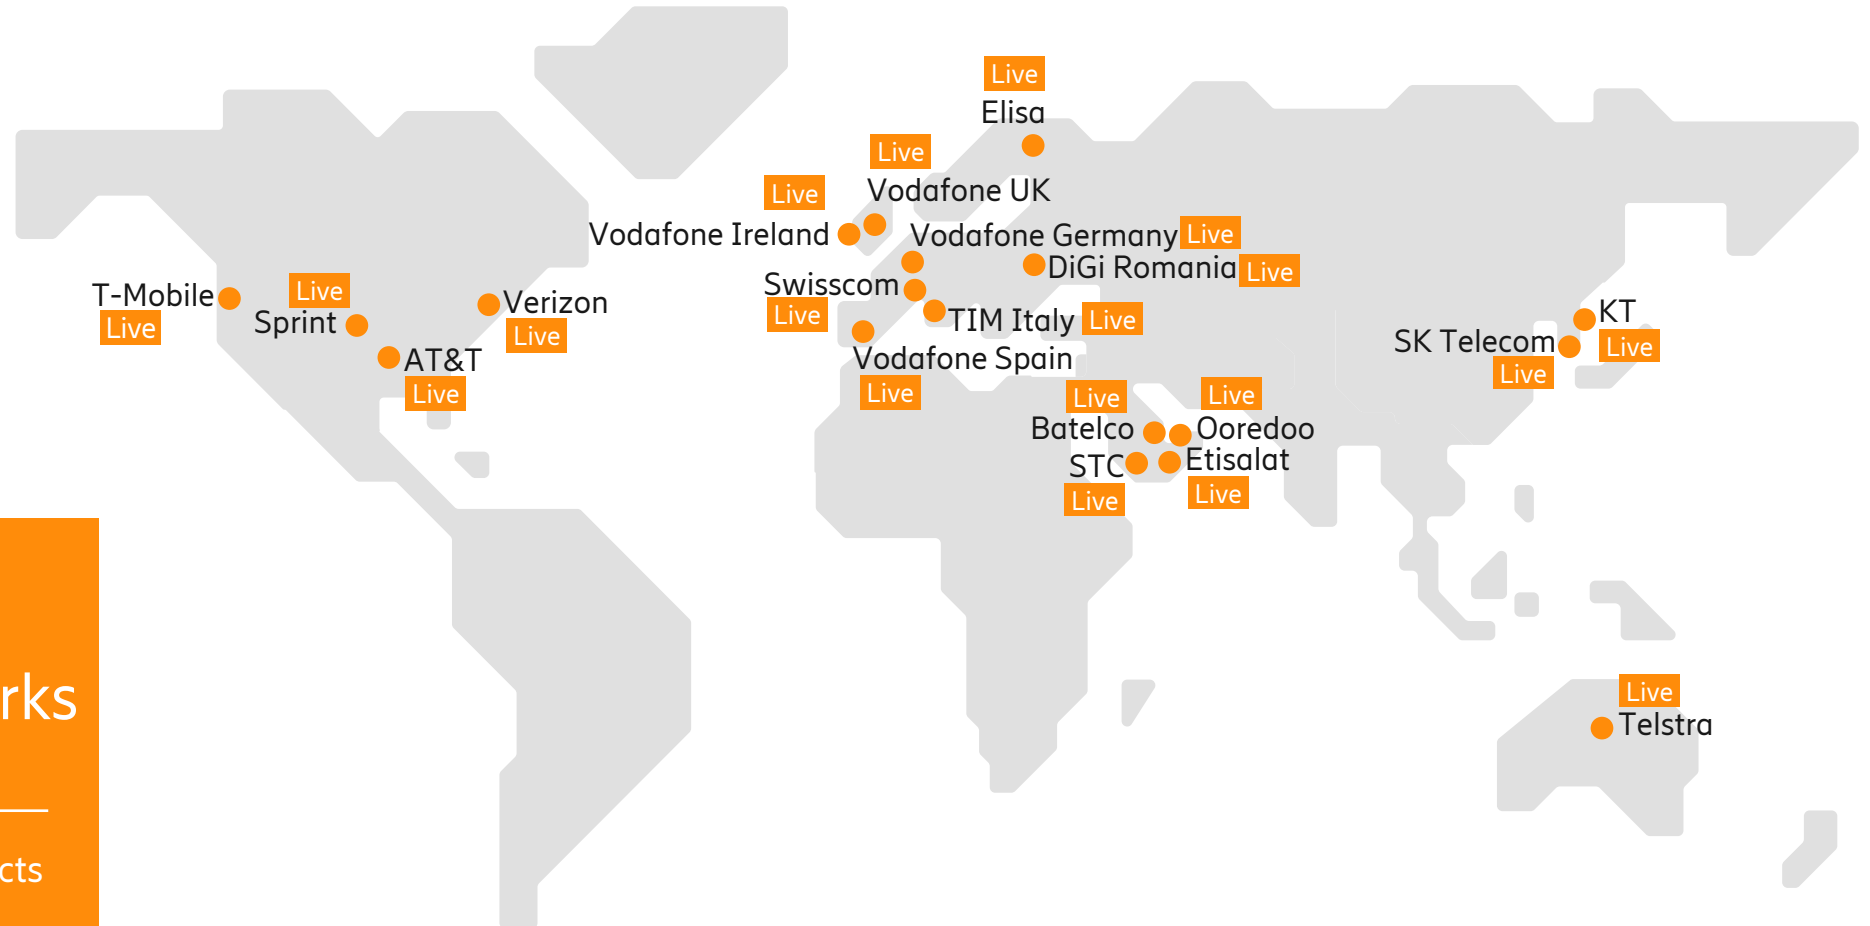 Live
Elisa
Live
Vodafone UK
Live
Vodafone Ireland
Vodafone Germany Live
DiGi Romania Live
Swisscom
Live
TIM Italy Live
Vodafone Spain
Live
T-Mobile
Live
Live
Sprint
Verizon
Live
AT&T
Live
KT
Live
SK Telecom
Live
Live
Batelco
Live
Ooredoo
STC
Live
Etisalat
Live
Live
Telstra
rks
cts